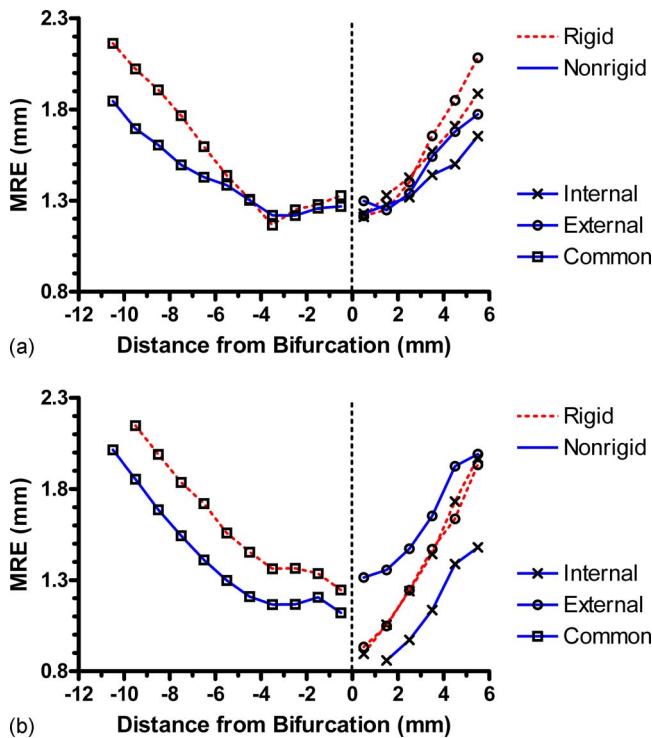 2.3
1.8
1.3
0.8
MRE (mm)
-12 -10 -8 -6 -4 -2 0 2 4 6
(a) Distance from Bifurcation (mm)
Rigid
Nonrigid
Internal
External
Common
2.3
1.8
1.3
0.8
MRE (mm)
-12 -10 -8 -6 -4 -2 0 2 4 6
(b) Distance from Bifurcation (mm)
Rigid
Nonrigid
Internal
External
Common